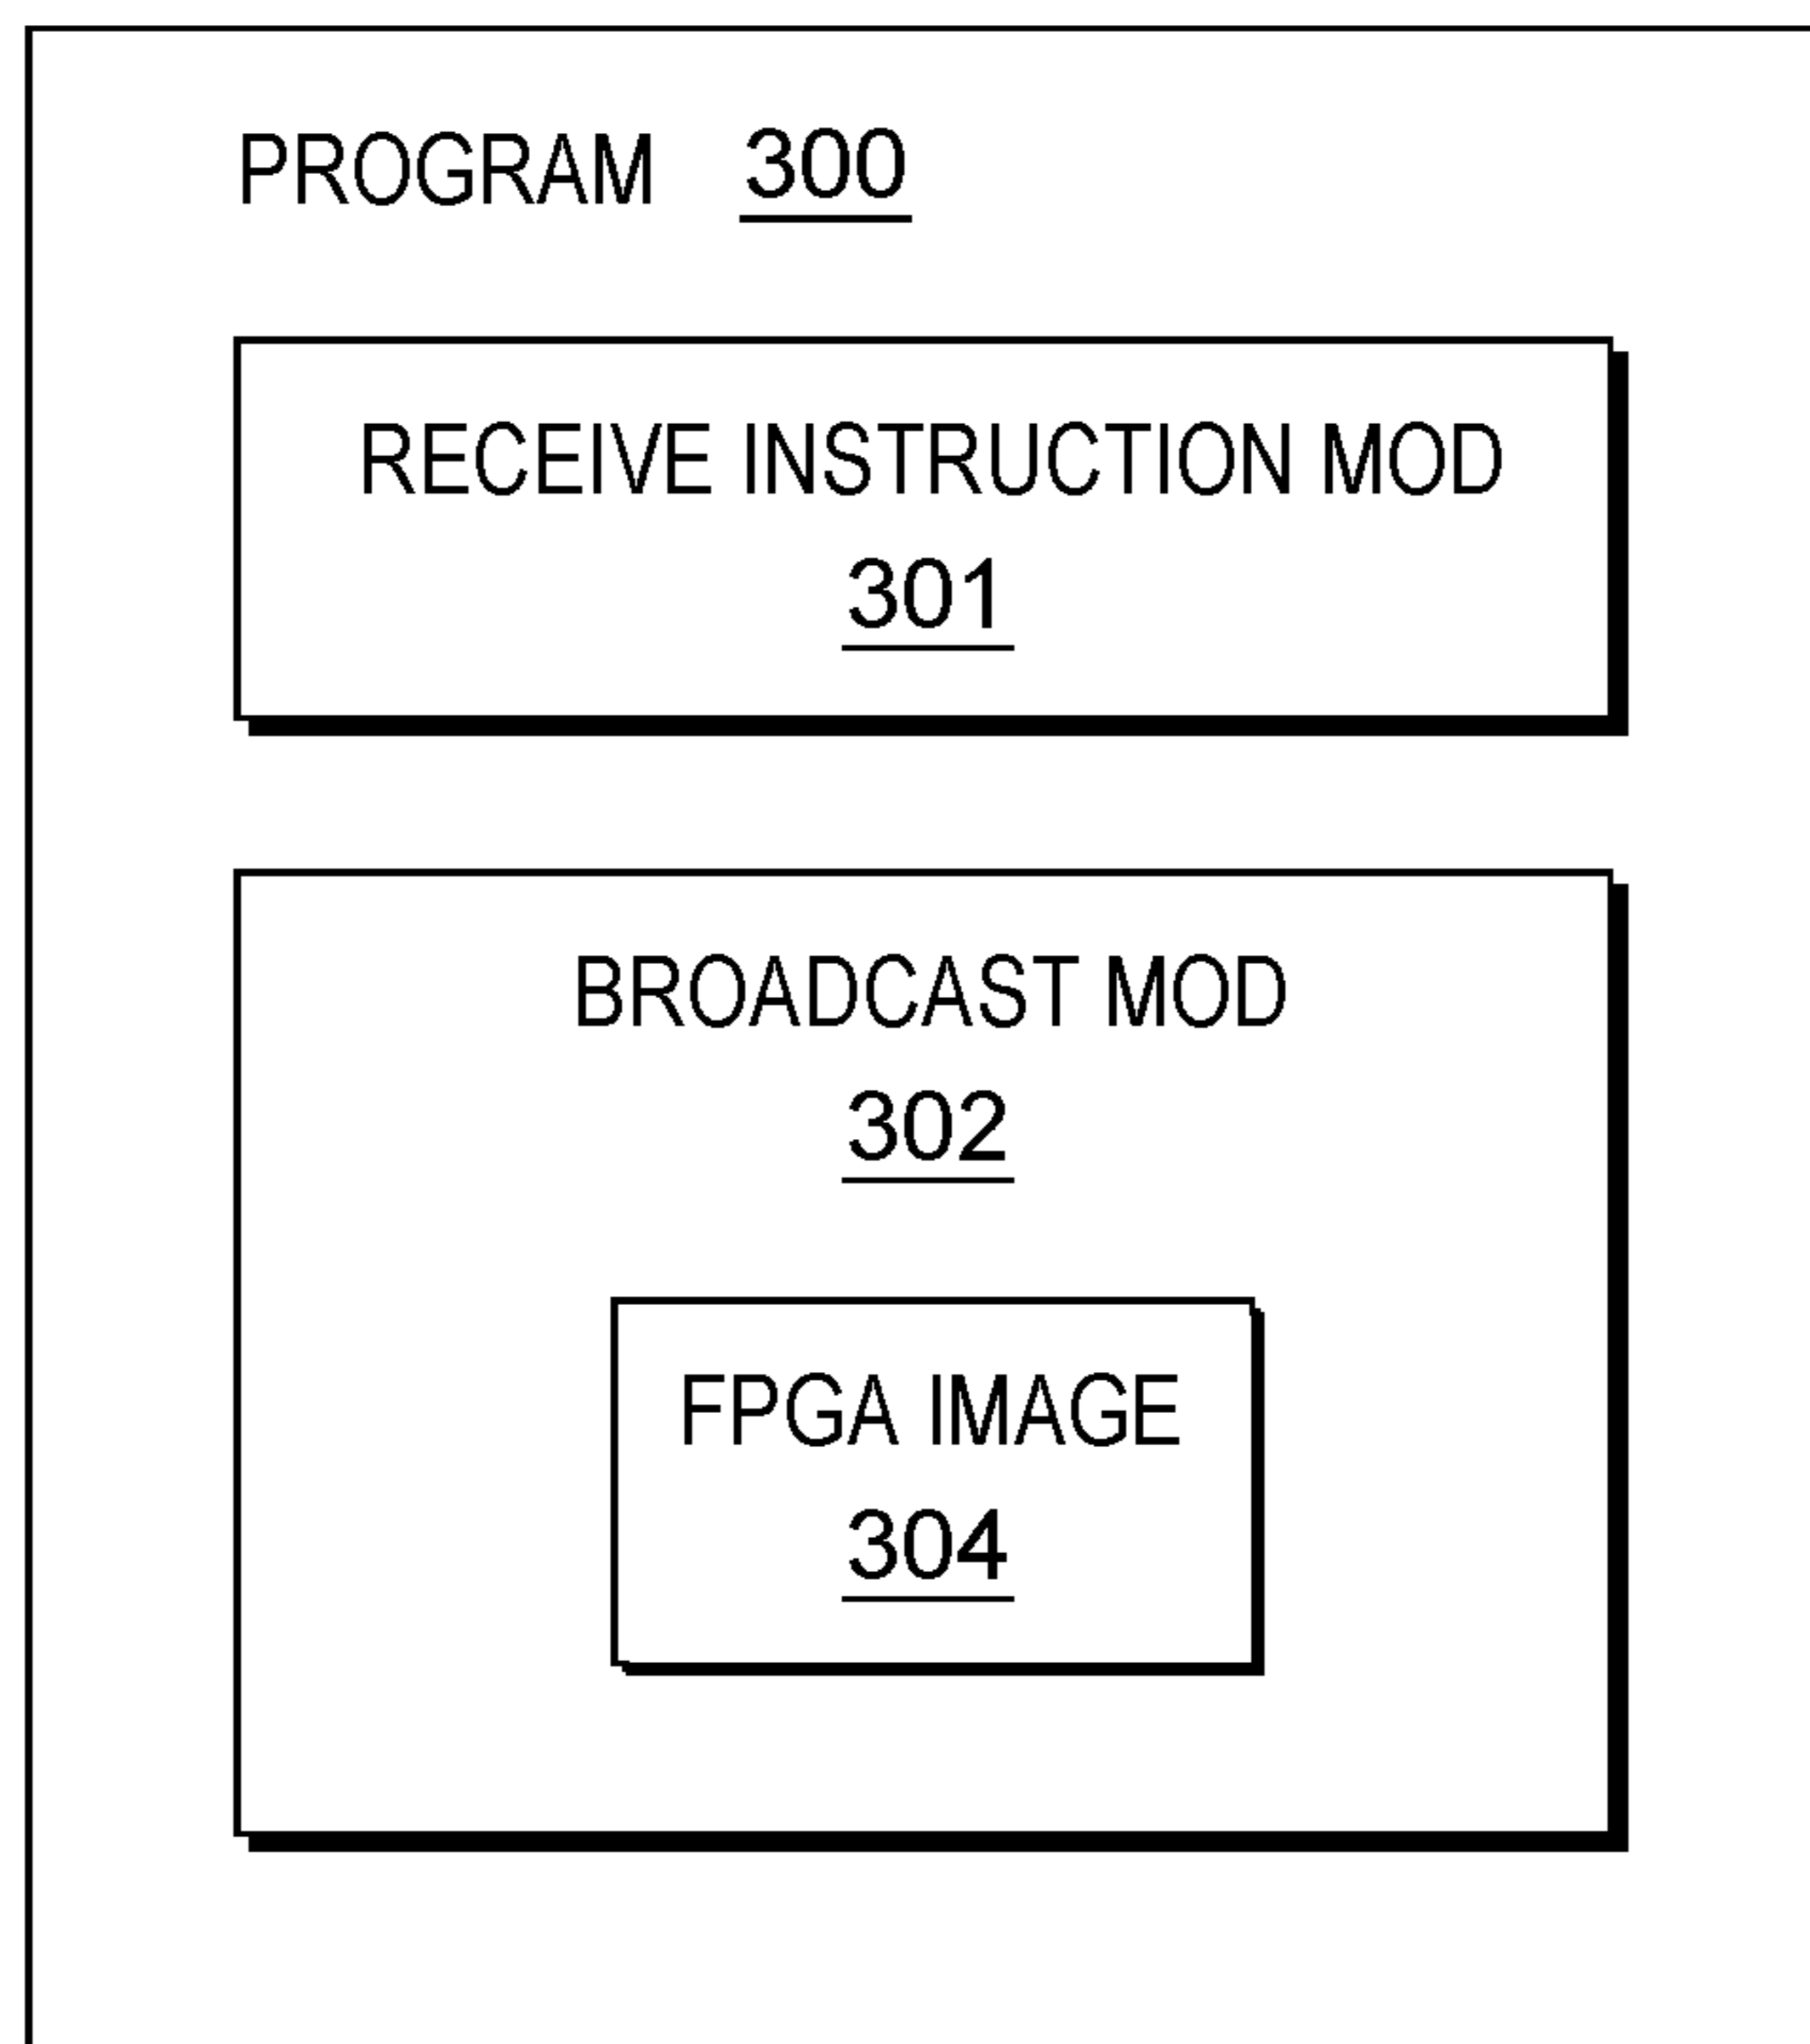 PROGRAM 300
RECEIVE INSTRUCTION MOD
301
BROADCAST MOD
302
FPGA IMAGE
304